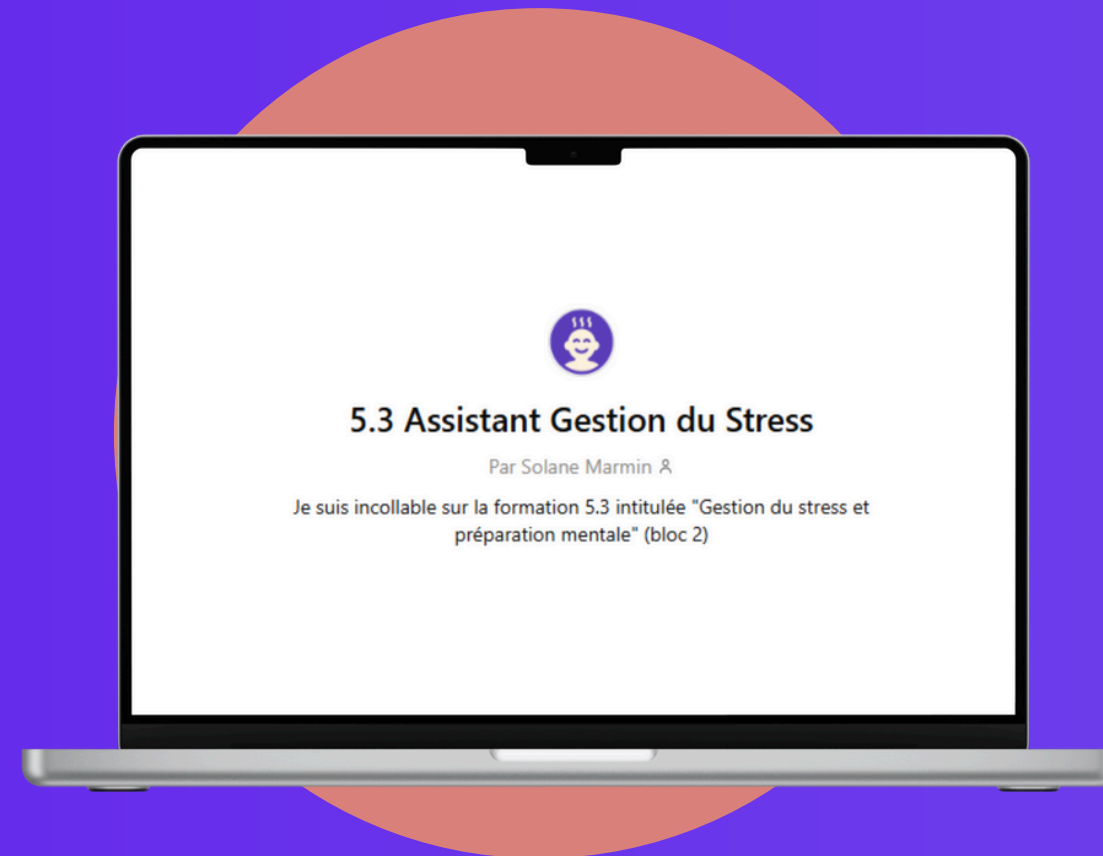 5.3 Assistant Gestion du Stress
Par Solane Marmin
Je suis incollable sur la formation 5.3 intitulée "Gestion du stress et
préparation mentale" (bloc 2)